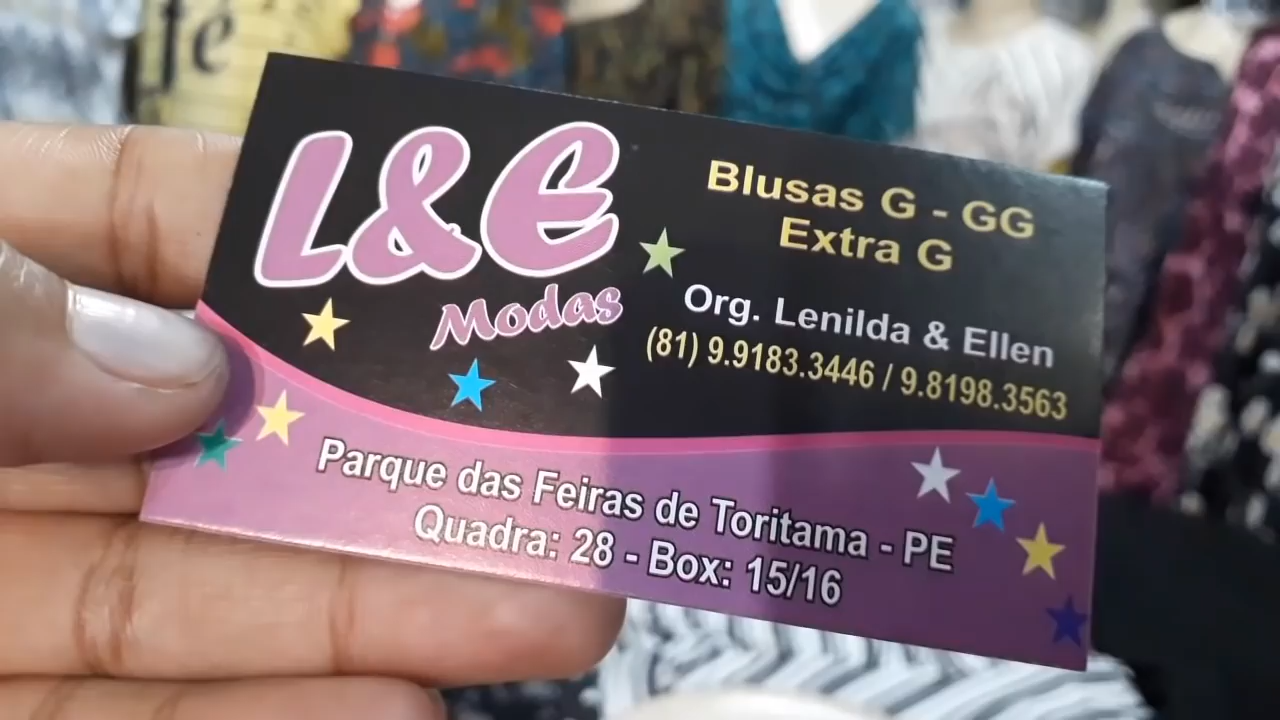 L&E
Modas
Blusas G - GG
Extra G
Org. Lenilda & Ellen
(81) 9.9183.3446 / 9.8198.3563
Parque das Feiras de Toritama - PE
Quadra: 28 - Box: 15/16